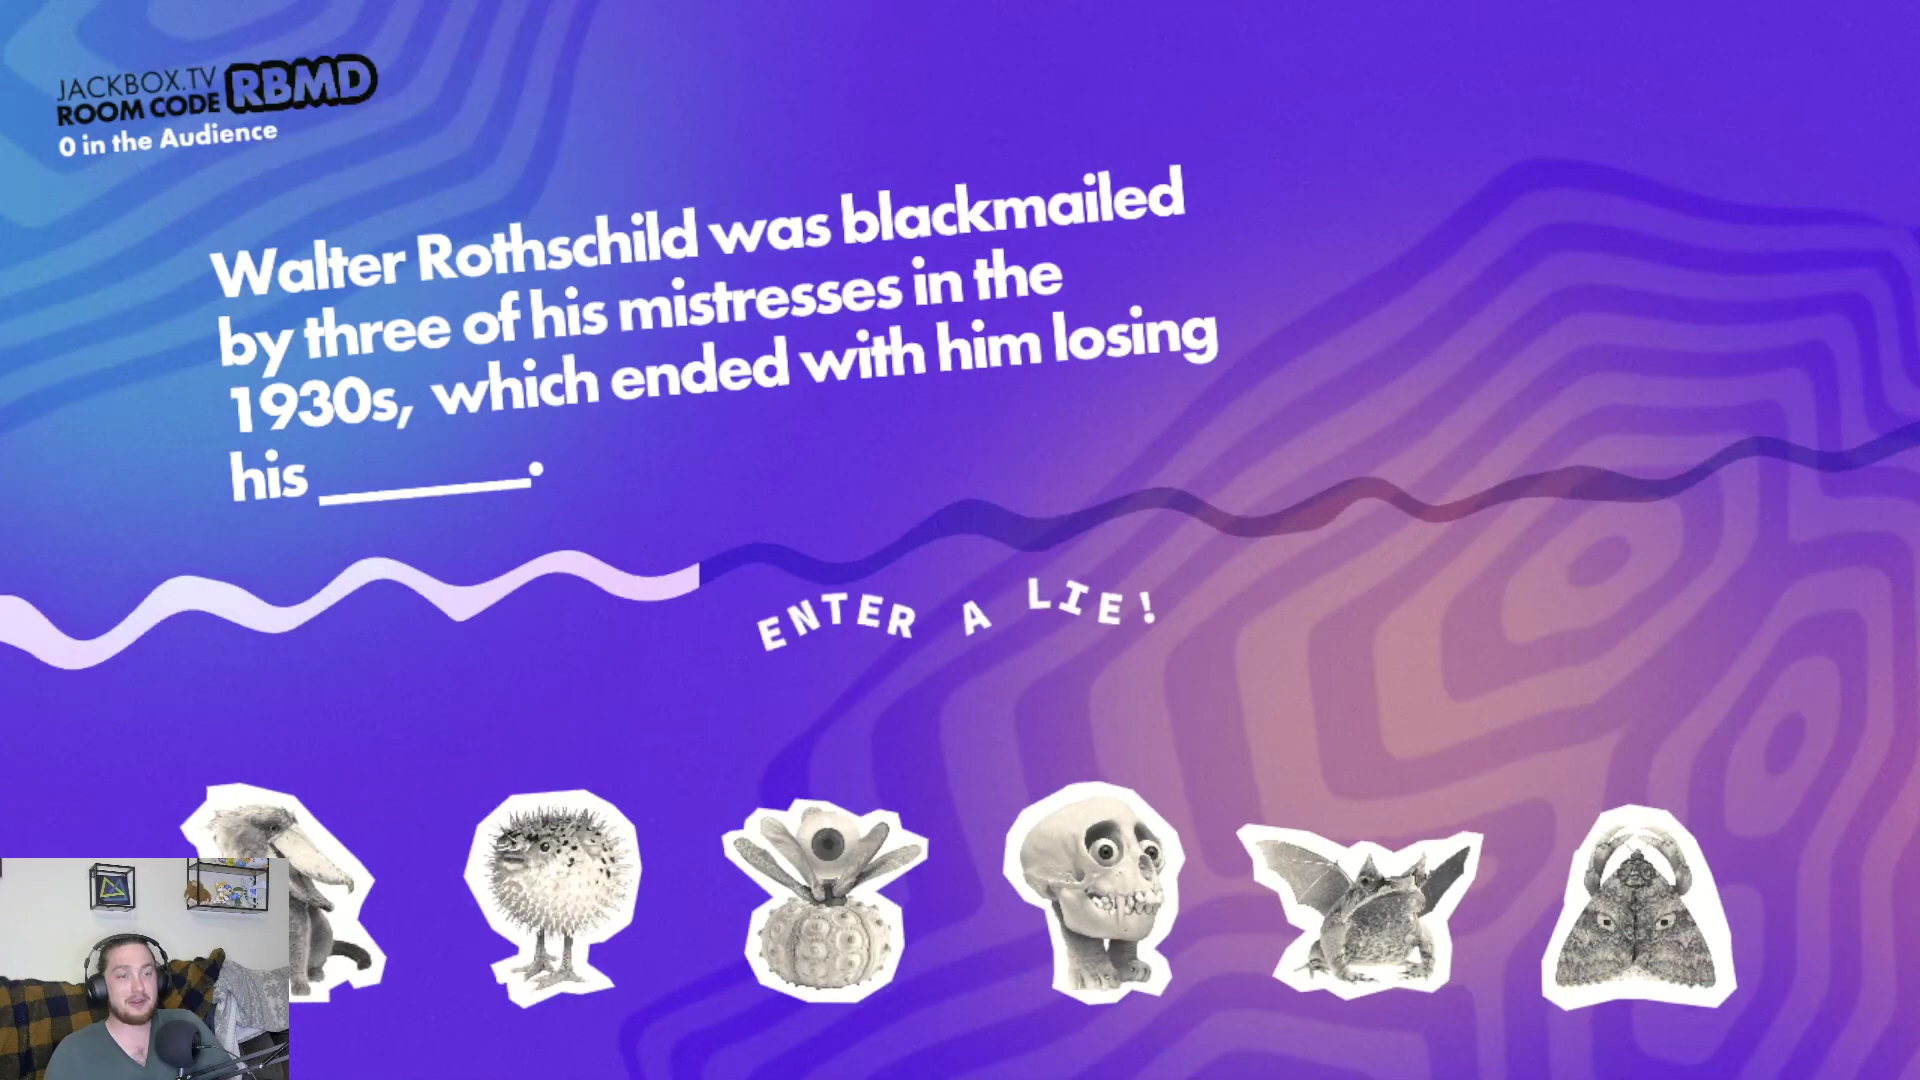 JACKBOX.TV
ROOM CODE RBMD
0 in the Audience
Walter Rothschild was blackmailed
by three of his mistresses in the
1930s, which ended with him losing
his ______.
ENTER A LIE!